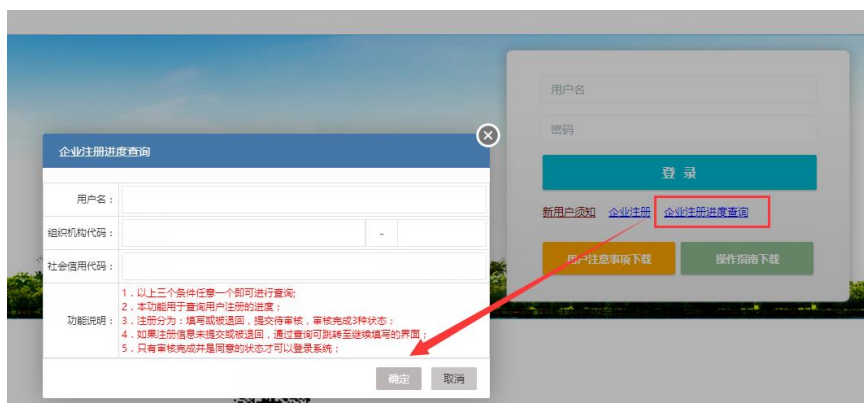 用户名
密码
登 录
新用户须知 企业注册 企业注册进度查询
用户注意事项下载 操作指南下载
企业注册进度查询
用户名：
组织机构代码： -
社会信用代码：
功能说明：
1．以上三个条件任意一个即可进行查询;
2．本功能用于查询用户注册的进度；
3．注册分为：填写或被退回，提交待审核，审核完成3种状态；
4．如果注册信息未提交或被退回，通过查询可跳转至继续填写的界面；
5．只有审核完成并是同意的状态才可以登录系统；
确定 取消